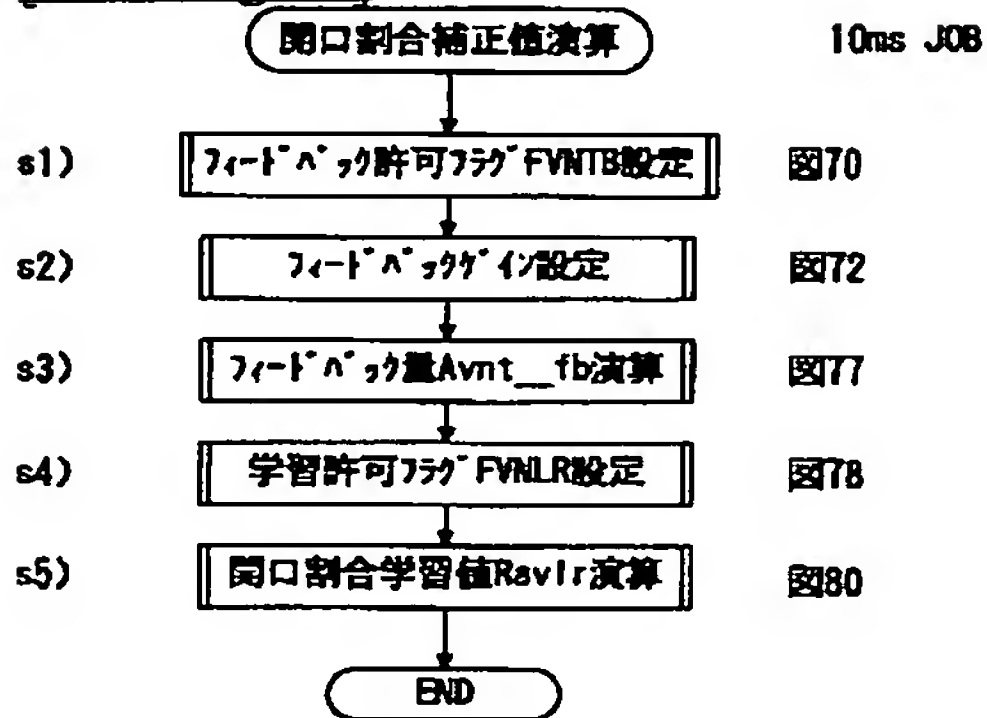 開口割合補正値演算 10ms JOB
s1) フィードバック許可フラグFVNTB設定 図70
s2) フィードバックゲイン設定 図72
s3) フィードバック量Avnt__fb演算 図77
s4) 学習許可フラグFVNLR設定 図78
s5) 開口割合学習値Ravlr演算 図80
END